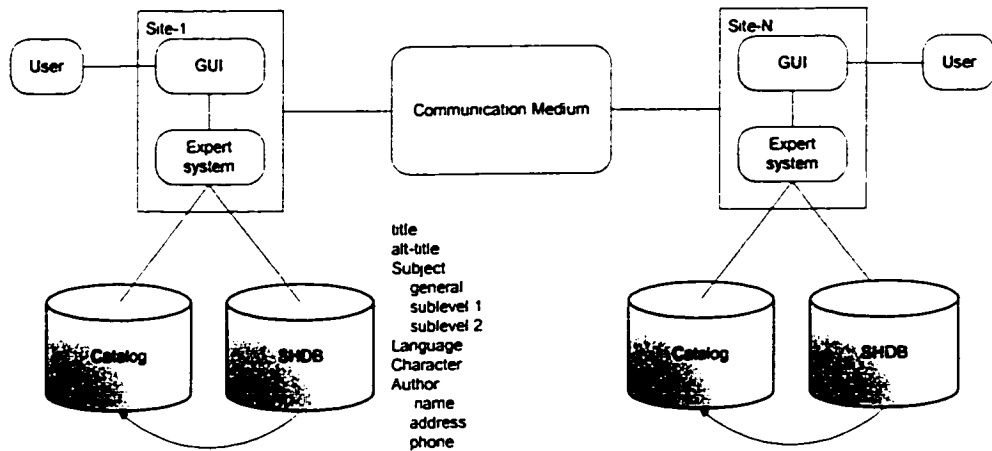 Site-1
User
GUI
Expert
system
Communication Medium
Site-N
GUI
User
Expert
system
title
alt-title
Subject
general
sublevel 1
sublevel 2
Language
Character
Author
name
address
phone
Catalog
SHDB
Catalog
SHDB